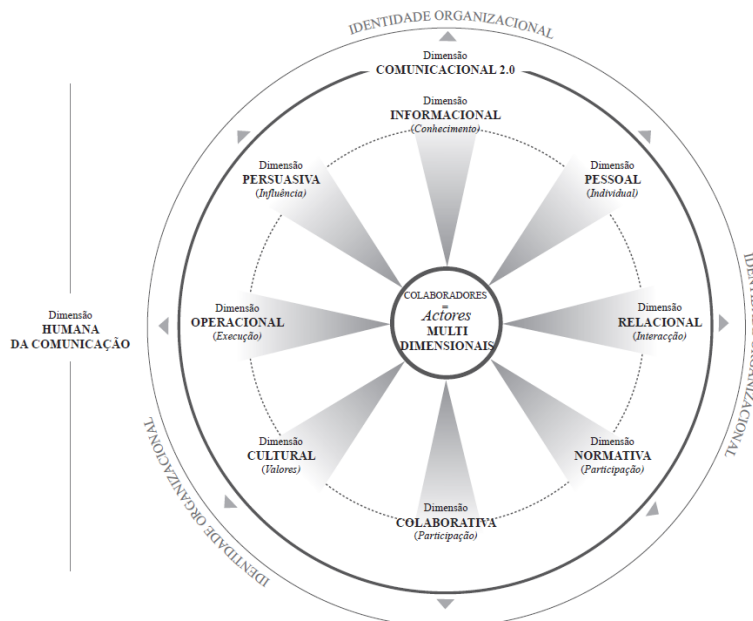 IDENTIDADE ORGANIZACIONAL
Dimensão
COMUNICACIONAL 2.0
Dimensão
INFORMACIONAL
(Conhecimento)
Dimensão
PERSUASIVA
(Influência)
Dimensão
PESSOAL
(Individual)
Dimensão
HUMANA
DA COMUNICAÇÃO
Dimensão
OPERACIONAL
(Execução)
COLABORADORES
=
Actores
MULTI
DIMENSIONAIS
Dimensão
RELACIONAL
(Interacção)
IDENTIDADE ORGANIZACIONAL
Dimensão
CULTURAL
(Valores)
Dimensão
NORMATIVA
(Participação)
Dimensão
COLABORATIVA
(Participação)
IDENTIDADE ORGANIZACIONAL